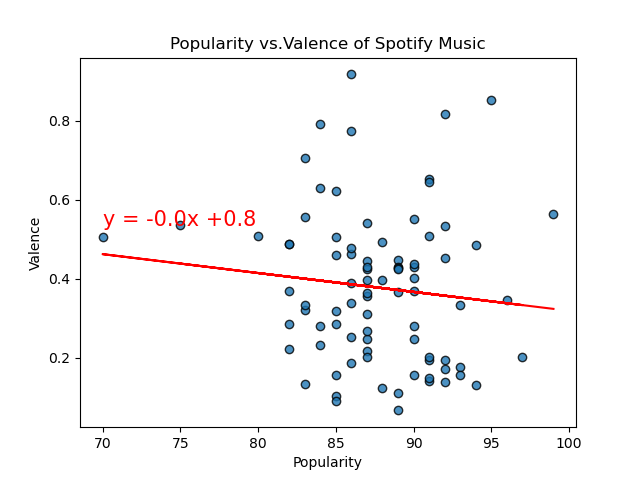 Popularity vs.Valence of Spotify Music
0.8
0.6
y = -0.0x +0.8
Valence
0.4
0.2
70 75 80 85 90 95 100
Popularity